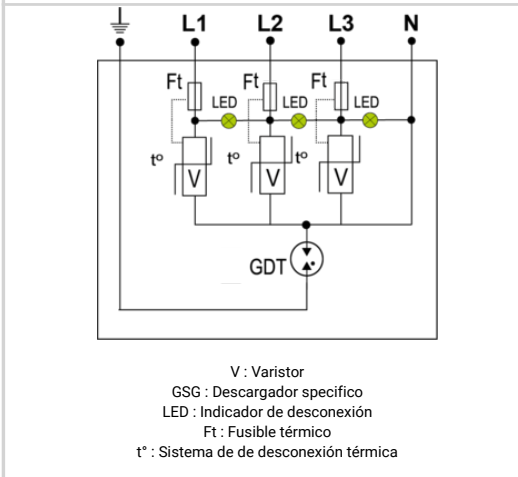 L1 L2 L3 N
Ft Ft Ft
LED LED LED
t° t° t°
V V V
GDT
V : Varistor
GSG : Descargador specifico
LED : Indicador de desconexión
Ft : Fusible térmico
t° : Sistema de de desconexión térmica